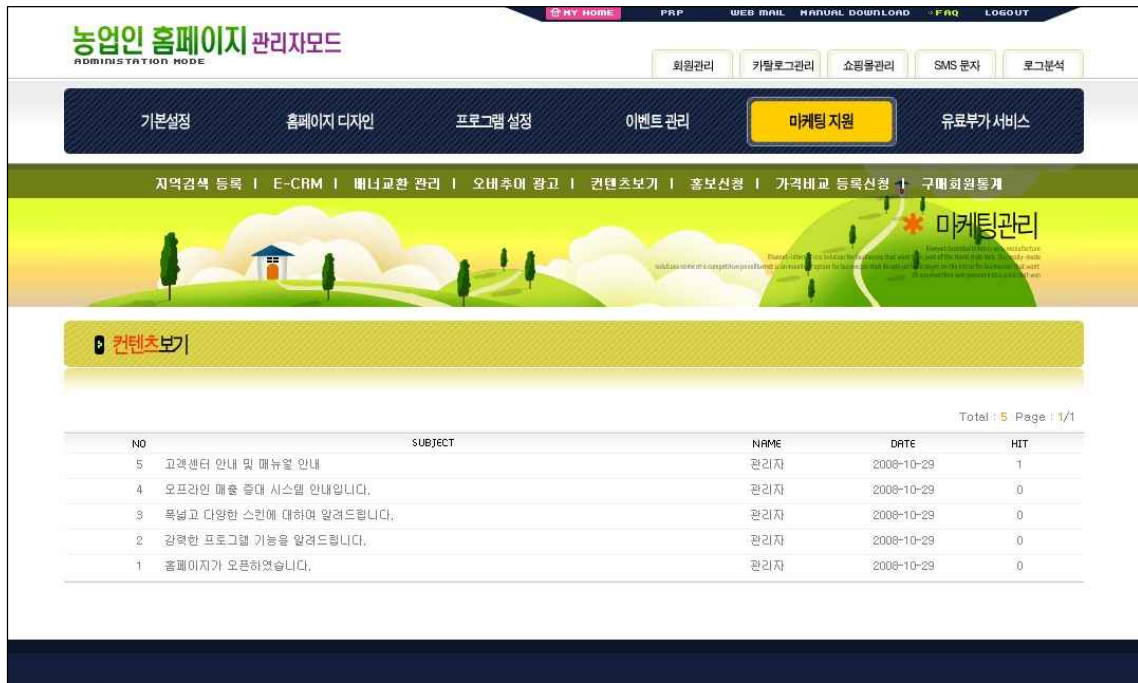 MY HOME PRP WEB MAIL MANUAL DOWNLOAD FAQ LOGOUT
농업인 홈페이지 관리자모드
ADMINISTATION MODE
회원관리 카탈로그관리 쇼핑몰관리 SMS 문자 로그분석
기본설정 홈페이지 디자인 프로그램 설정 이벤트 관리 마케팅 지원 유료부가 서비스
지역검색 등록 | E-CRM | 배너교환 관리 | 오버추어 광고 | 컨텐츠보기 | 홍보신청 | 가격비교 등록신청 | 구매회원통계
마케팅관리
컨텐츠보기
Total : 5 Page : 1/1
NO SUBJECT NAME DATE HIT
5 고객센터 안내 및 매뉴얼 안내 관리자 2008-10-29 1
4 오프라인 매출 증대 시스템 안내입니다. 관리자 2008-10-29 0
3 폭넓고 다양한 스킨에 대하여 알려드립니다. 관리자 2008-10-29 0
2 강력한 프로그램 기능을 알려드립니다. 관리자 2008-10-29 0
1 홈페이지가 오픈하였습니다. 관리자 2008-10-29 0